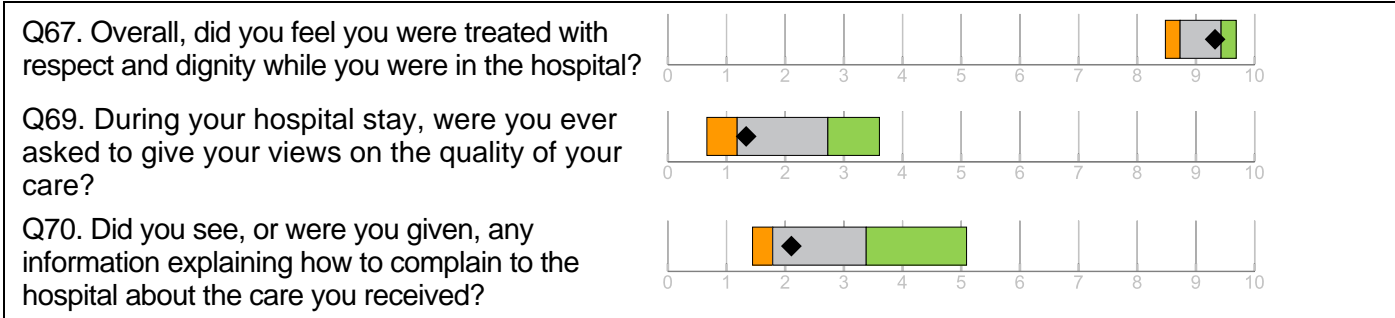 Q67. Overall, did you feel you were treated with
respect and dignity while you were in the hospital?
0 1 2 3 4 5 6 7 8 9 10
Q69. During your hospital stay, were you ever
asked to give your views on the quality of your
care?
0 1 2 3 4 5 6 7 8 9 10
Q70. Did you see, or were you given, any
information explaining how to complain to the
hospital about the care you received?
0 1 2 3 4 5 6 7 8 9 10